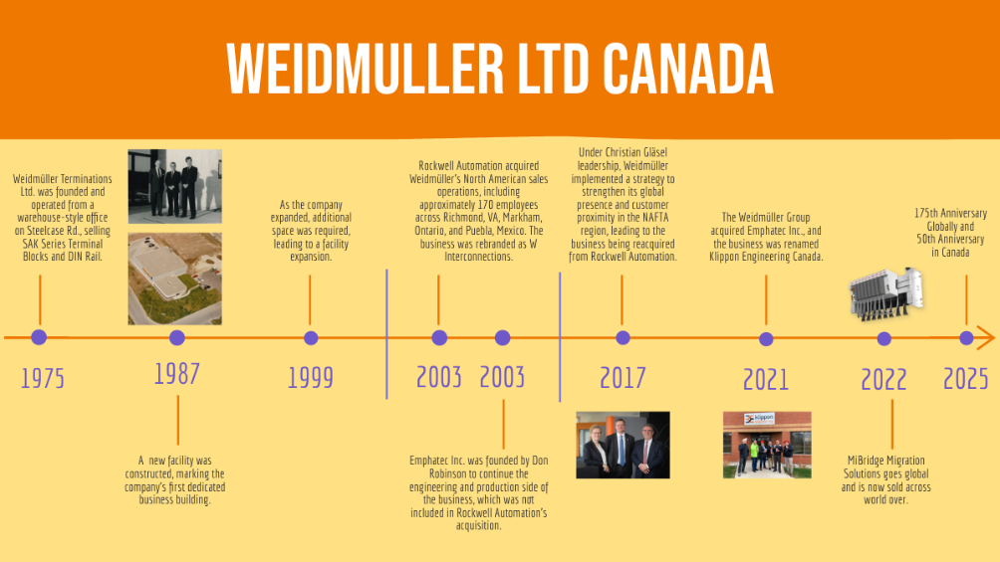 WEIDMULLER LTD CANADA
Weidmüller Terminations
Ltd. was founded and
operated from a
warehouse-style office
on Steelcase Rd., selling
SAK Series Terminal
Blocks and DIN Rail.
1975
1987
A new facility was
constructed, marking the
company's first dedicated
business building.
As the company
expanded, additional
space was required,
leading to a facility
expansion.
1999
Rockwell Automation acquired
Weidmüller's North American sales
operations, including
approximately 170 employees
across Richmond, VA, Markham,
Ontario, and Puebla, Mexico. The
business was rebranded as W
Interconnections.
2003
2003
Emphatec Inc. was founded by Don
Robinson to continue the
engineering and production side of
the business, which was not
included in Rockwell Automation's
acquisition.
Under Christian Gläsel
leadership, Weidmüller
implemented a strategy to
strengthen its global
presence and customer
proximity in the NAFTA
region, leading to the
business being reacquired
from Rockwell Automation.
2017
The Weidmüller Group
acquired Emphatec Inc., and
the business was renamed
Klippon Engineering Canada.
2021
klippon
2022
MiBridge Migration
Solutions goes global
and is now sold across
world over.
175th Anniversary
Globally and
50th Anniversary
in Canada
2025